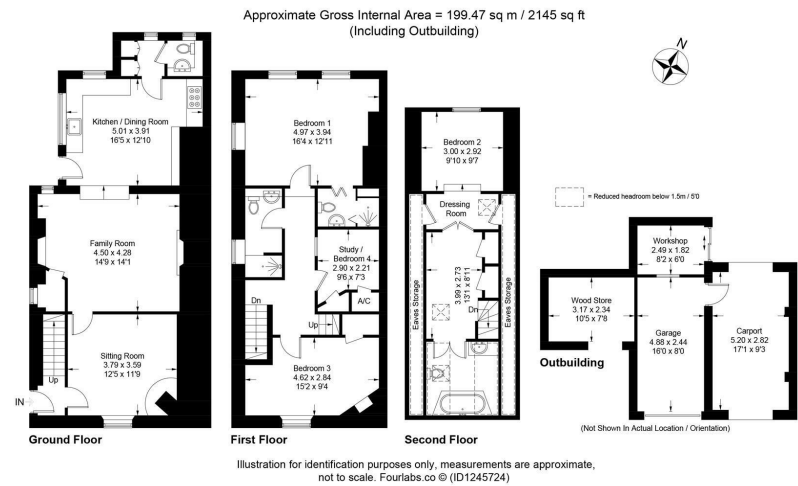 Approximate Gross Internal Area = 199.47 sq m / 2145 sq ft
(Including Outbuilding)
N
Kitchen / Dining Room
5.01 x 3.91
16'5 x 12'10
Family Room
4.50 x 4.28
14'9 x 14'1
Sitting Room
3.79 x 3.59
12'5 x 11'9
Up
IN
Ground Floor
Bedroom 1
4.97 x 3.94
16'4 x 12'11
Study /
Bedroom 4
2.90 x 2.21
9'6 x 7'3
A/C
Dn
Up
Bedroom 3
4.62 x 2.84
15'2 x 9'4
First Floor
Bedroom 2
3.00 x 2.92
9'10 x 9'7
Dressing
Room
3.99 x 2.73
13'1 x 8'11
Dn
Eaves Storage
Eaves Storage
Second Floor
= Reduced headroom below 1.5m / 5'0
Workshop
2.49 x 1.82
8'2 x 6'0
Wood Store
3.17 x 2.34
10'5 x 7'8
Garage
4.88 x 2.44
16'0 x 8'0
Carport
5.20 x 2.82
17'1 x 9'3
Outbuilding
(Not Shown In Actual Location / Orientation)
Illustration for identification purposes only, measurements are approximate,
not to scale. Fourlabs.co © (ID1245724)